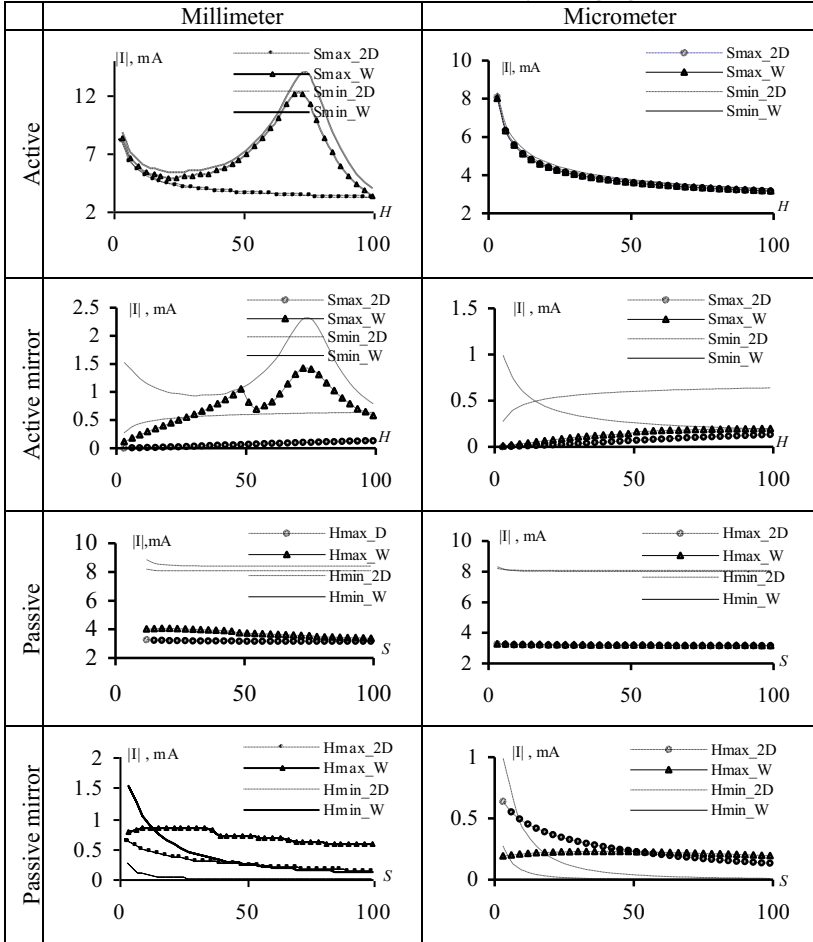 Millimeter
Micrometer
Active
|I|, mA
Smax_2D
Smax_W
Smin_2D
Smin_W
12
7
2
H
0
50
100
|I|, mA
Smax_2D
Smax_W
Smin_2D
Smin_W
10
8
6
4
2
H
0
50
100
Active mirror
|I| , mA
Smax_2D
Smax_W
Smin_2D
Smin_W
2.5
2
1.5
1
0.5
0
H
0
50
100
|I| , mA
Smax_2D
Smax_W
Smin_2D
Smin_W
1.5
1
0.5
0
H
0
50
100
Passive
|I|,mA
Hmax_D
Hmax_W
Hmin_2D
Hmin_W
10
8
6
4
2
S
0
50
100
|I| , mA
Hmax_2D
Hmax_W
Hmin_2D
Hmin_W
10
8
6
4
2
S
0
50
100
Passive mirror
|I| , mA
Hmax_2D
Hmax_W
Hmin_2D
Hmin_W
2
1.5
1
0.5
0
S
0
50
100
|I| , mA
Hmax_2D
Hmax_W
Hmin_2D
Hmin_W
1
0.5
0
S
0
50
100